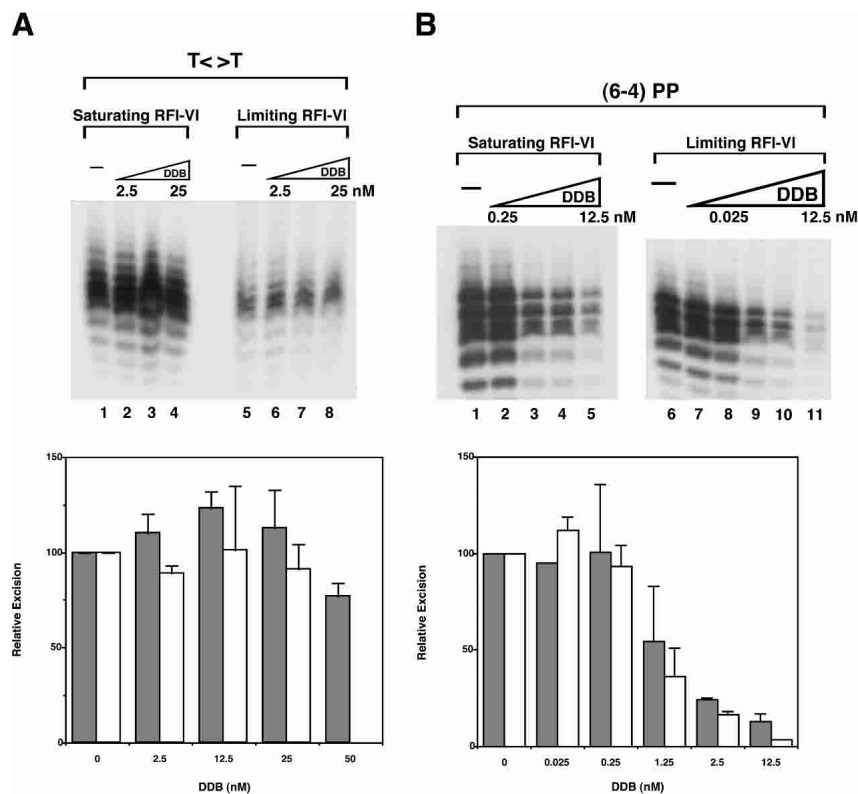 A
T< >T
Saturating RFI-VI
Limiting RFI-VI
—
DDB
2.5
25
—
DDB
2.5
25 nM
1 2 3 4 5 6 7 8
150
100
50
0
Relative Excision
0 2.5 12.5 25 50
DDB (nM)
B
(6-4) PP
Saturating RFI-VI
Limiting RFI-VI
—
DDB
0.25
12.5 nM
—
DDB
0.025
12.5 nM
1 2 3 4 5 6 7 8 9 10 11
150
100
50
0
Relative Excision
0 0.025 0.25 1.25 2.5 12.5
DDB (nM)